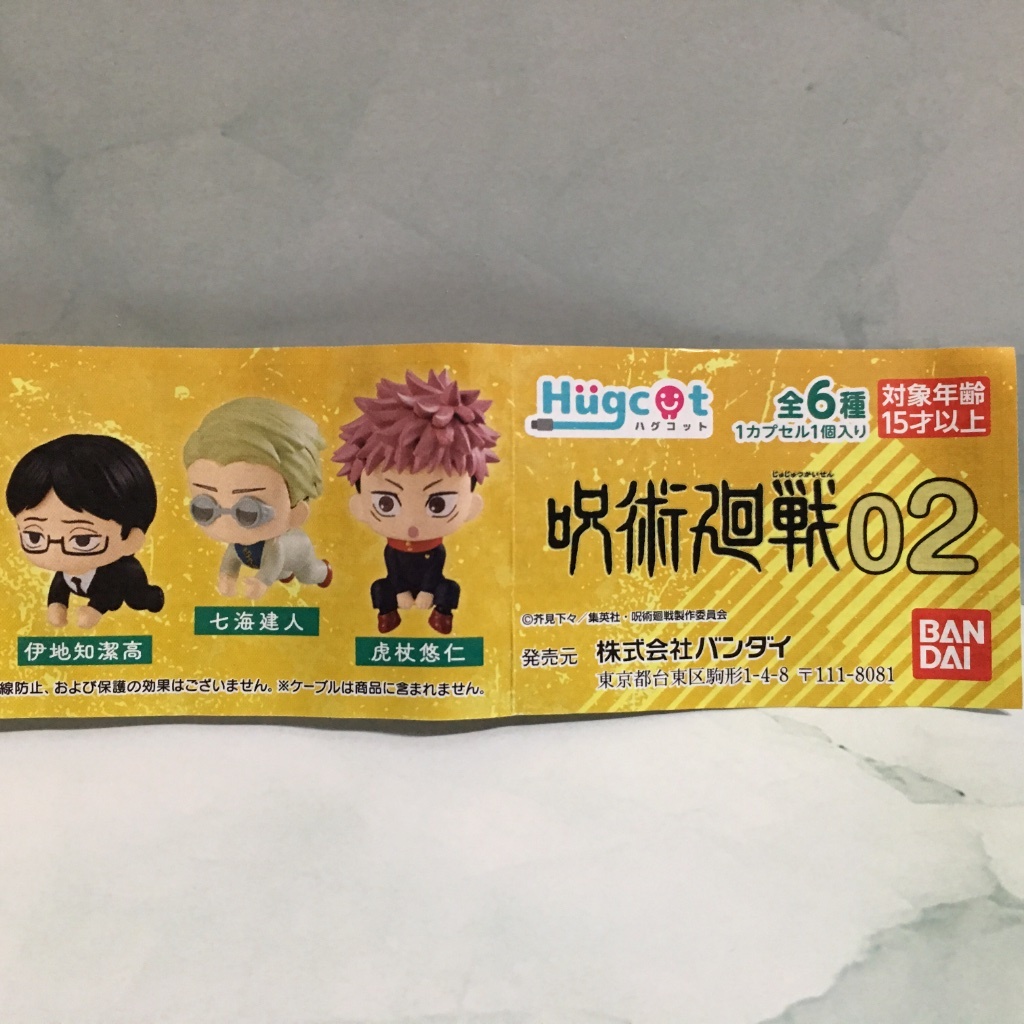 伊地知潔高
七海建人
虎杖悠仁
線防止、および保護の効果はございません。※ケーブルは商品に含まれません。
Hügcot
ハグコット
全6種
1カプセル1個入り
対象年齢
15才以上
じゅじゅつかいせん
呪術廻戦02
©芥見下々／集英社・呪術廻戦製作委員会
発売元 株式会社バンダイ
東京都台東区駒形1-4-8 〒111-8081
BAN
DAI